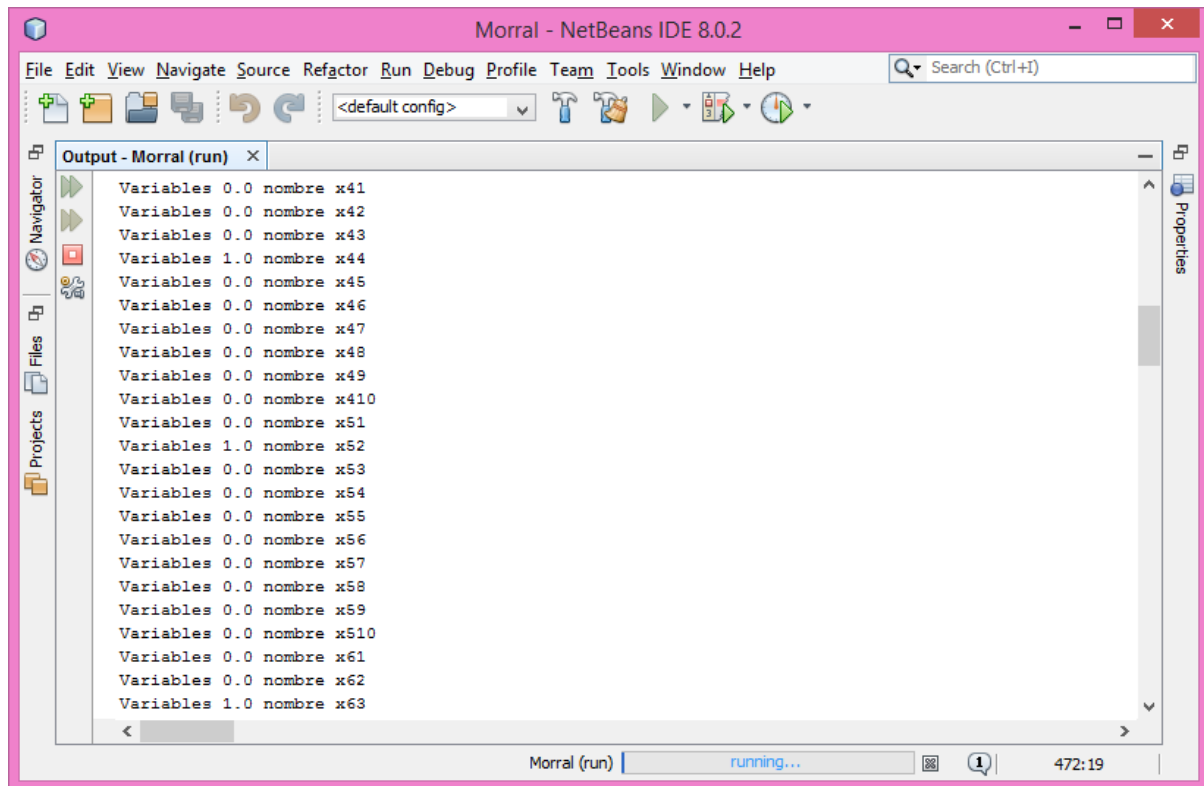 Morral - NetBeans IDE 8.0.2
File Edit View Navigate Source Refactor Run Debug Profile Team Tools Window Help
Search (Ctrl+I)
<default config>
Output - Morral (run)
Navigator
Files
Projects
Properties
Variables 0.0 nombre x41
Variables 0.0 nombre x42
Variables 0.0 nombre x43
Variables 1.0 nombre x44
Variables 0.0 nombre x45
Variables 0.0 nombre x46
Variables 0.0 nombre x47
Variables 0.0 nombre x48
Variables 0.0 nombre x49
Variables 0.0 nombre x410
Variables 0.0 nombre x51
Variables 1.0 nombre x52
Variables 0.0 nombre x53
Variables 0.0 nombre x54
Variables 0.0 nombre x55
Variables 0.0 nombre x56
Variables 0.0 nombre x57
Variables 0.0 nombre x58
Variables 0.0 nombre x59
Variables 0.0 nombre x510
Variables 0.0 nombre x61
Variables 0.0 nombre x62
Variables 1.0 nombre x63
Morral (run)
running...
1
472:19